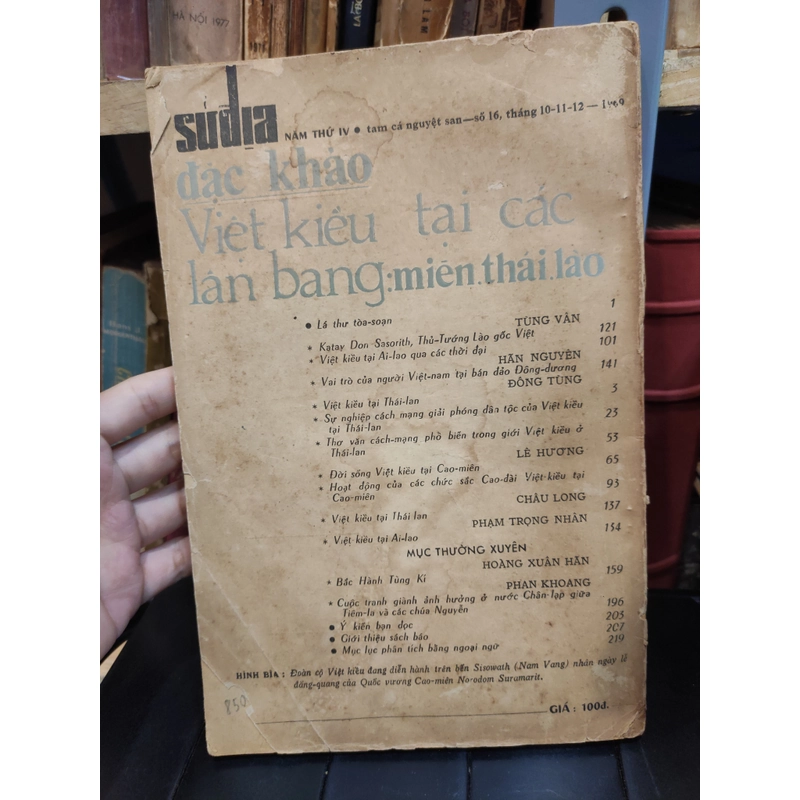 HÀ NỘI 1977
sửđịa NĂM THỨ IV • tam cá nguyệt san—số 16, tháng 10-11-12 — 1969
đặc khảo
Việt kiều tại các
lân bang: miên.thái.lào
• Lá thư tòa-soạn 1
TÙNG VÂN
* Katay Don Sasorith, Thủ-Tướng Lào gốc Việt 121
* Việt kiều tại Ai-lao qua các thời đại 101
HÃN NGUYÊN
* Vai trò của người Việt-nam tại bán đảo Đông-dương 141
ĐÔNG TÙNG
* Việt kiều tại Thái-lan 3
* Sự nghiệp cách mạng giải phóng dân tộc của Việt kiều
tại Thái-lan 23
* Thơ văn cách-mạng phổ biến trong giới Việt kiều ở
Thái-lan 53
LÊ HƯƠNG
* Đời sống Việt kiều tại Cao-miên 65
* Hoạt động của các chức sắc Cao-đài Việt-kiều tại
Cao-miên 93
CHÂU LONG
* Việt kiều tại Thái lan 137
PHẠM TRỌNG NHÂN
* Việt kiều tại Ai-lao 154
MỤC THƯỜNG XUYÊN
HOÀNG XUÂN HÃN
* Bắc Hành Tùng Kí 159
PHAN KHOANG
* Cuộc tranh giành ảnh hưởng ở nước Chân-lạp giữa
Tiêm-la và các chúa Nguyễn 196
• Ý kiến bạn đọc 203
• Giới thiệu sách báo 207
• Mục lục phân tích bằng ngoại ngữ 219
HÌNH BÌA : Đoàn cộ Việt kiều đang diễn hành trên bến Sisowath (Nam Vang) nhân ngày lễ
đăng-quang của Quốc vương Cao-miên Norodom Suramarit.
850
GIÁ : 100đ.